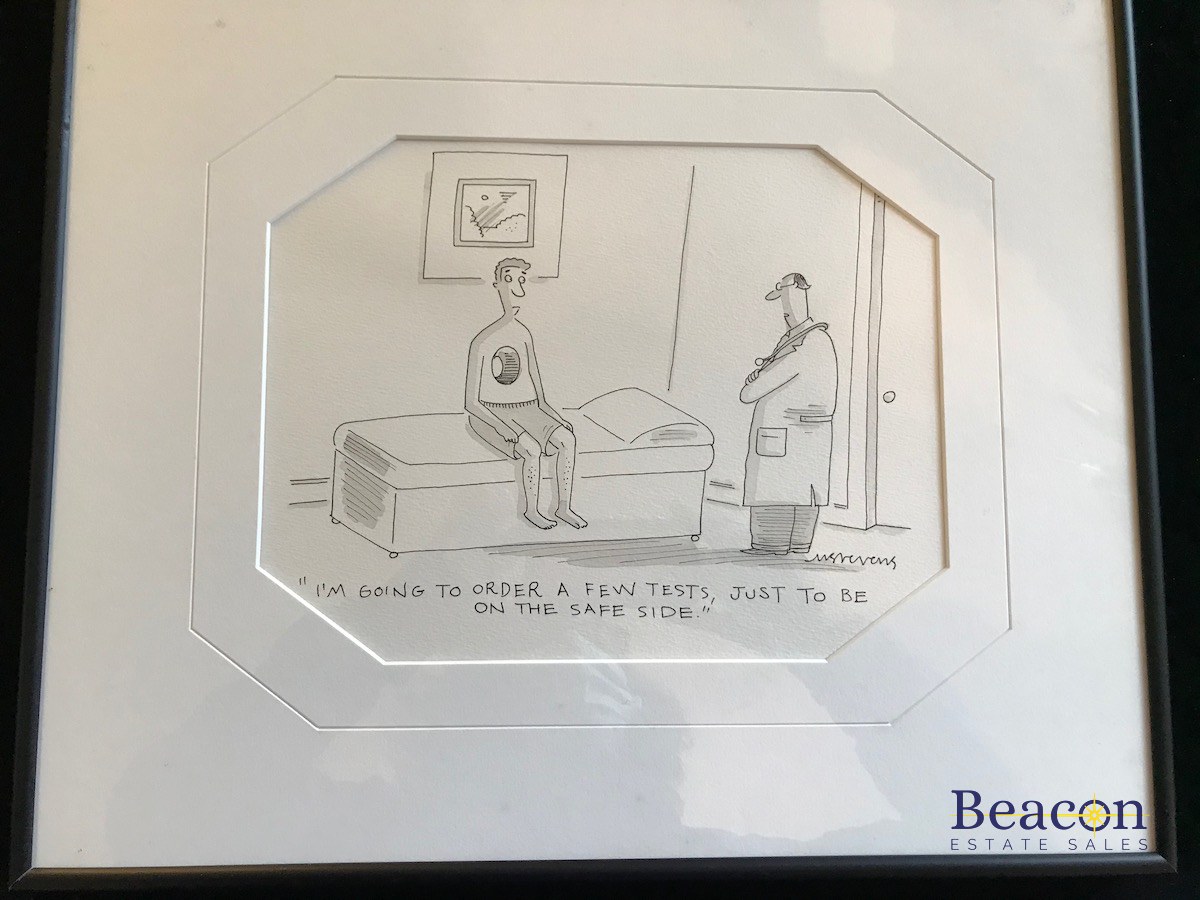 mstevens
"I'M GOING TO ORDER A FEW TESTS, JUST TO BE
ON THE SAFE SIDE."
Beacon
ESTATE SALES